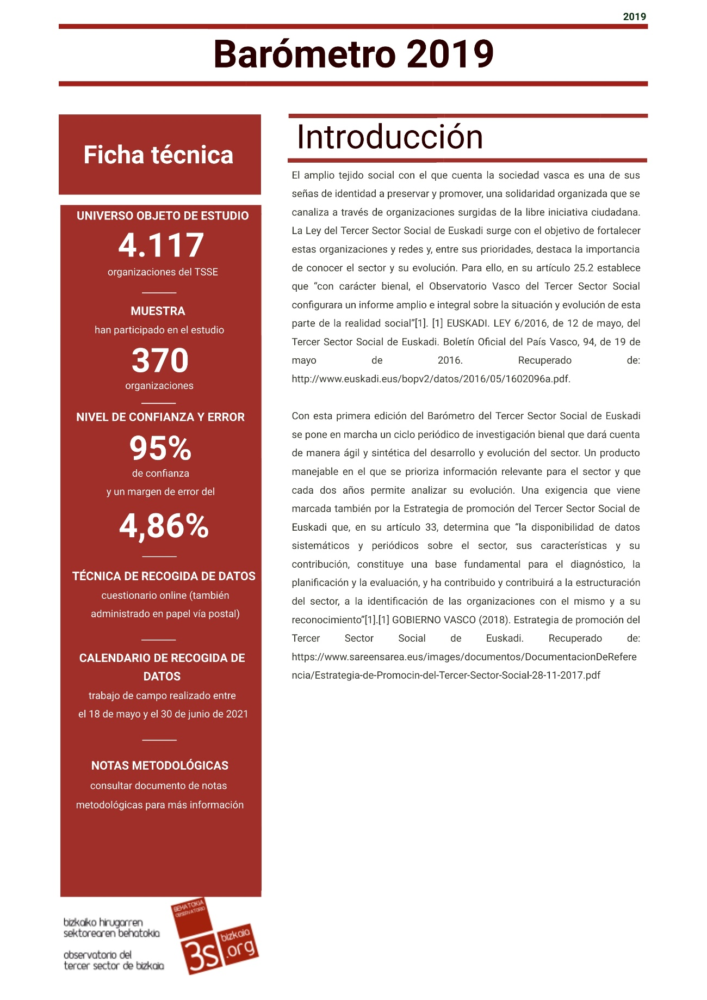 2019
Barómetro 2019
Ficha técnica
UNIVERSO OBJETO DE ESTUDIO
4.117
organizaciones del TSSE
MUESTRA
han participado en el estudio
370
organizaciones
NIVEL DE CONFIANZA Y ERROR
95%
de confianza
y un margen de error del
4,86%
TÉCNICA DE RECOGIDA DE DATOS
cuestionario online (también
administrado en papel vía postal)
CALENDARIO DE RECOGIDA DE
DATOS
trabajo de campo realizado entre
el 18 de mayo y el 30 de junio de 2021
NOTAS METODOLÓGICAS
consultar documento de notas
metodológicas para más información
Introducción
El amplio tejido social con el que cuenta la sociedad vasca es una de sus
señas de identidad a preservar y promover, una solidaridad organizada que se
canaliza a través de organizaciones surgidas de la libre iniciativa ciudadana.
La Ley del Tercer Sector Social de Euskadi surge con el objetivo de fortalecer
estas organizaciones y redes y, entre sus prioridades, destaca la importancia
de conocer el sector y su evolución. Para ello, en su artículo 25.2 establece
que “con carácter bienal, el Observatorio Vasco del Tercer Sector Social
configurara un informe amplio e integral sobre la situación y evolución de esta
parte de la realidad social”[1]. [1] EUSKADI. LEY 6/2016, de 12 de mayo, del
Tercer Sector Social de Euskadi. Boletín Oficial del País Vasco, 94, de 19 de
mayo de 2016. Recuperado de:
http://www.euskadi.eus/bopv2/datos/2016/05/1602096a.pdf.
Con esta primera edición del Barómetro del Tercer Sector Social de Euskadi
se pone en marcha un ciclo periódico de investigación bienal que dará cuenta
de manera ágil y sintética del desarrollo y evolución del sector. Un producto
manejable en el que se prioriza información relevante para el sector y que
cada dos años permite analizar su evolución. Una exigencia que viene
marcada también por la Estrategia de promoción del Tercer Sector Social de
Euskadi que, en su artículo 33, determina que “la disponibilidad de datos
sistemáticos y periódicos sobre el sector, sus características y su
contribución, constituye una base fundamental para el diagnóstico, la
planificación y la evaluación, y ha contribuido y contribuirá a la estructuración
del sector, a la identificación de las organizaciones con el mismo y a su
reconocimiento”[1].[1] GOBIERNO VASCO (2018). Estrategia de promoción del
Tercer Sector Social de Euskadi. Recuperado de:
https://www.sareensarea.eus/images/documentos/DocumentacionDeRefere
ncia/Estrategia-de-Promocin-del-Tercer-Sector-Social-28-11-2017.pdf
bizkaiko hirugarren
sektorearen behatokia
observatorio del
tercer sector de bizkaia
BEHATOKIA
OBSERVATORIO
3s
bizkaia
.org